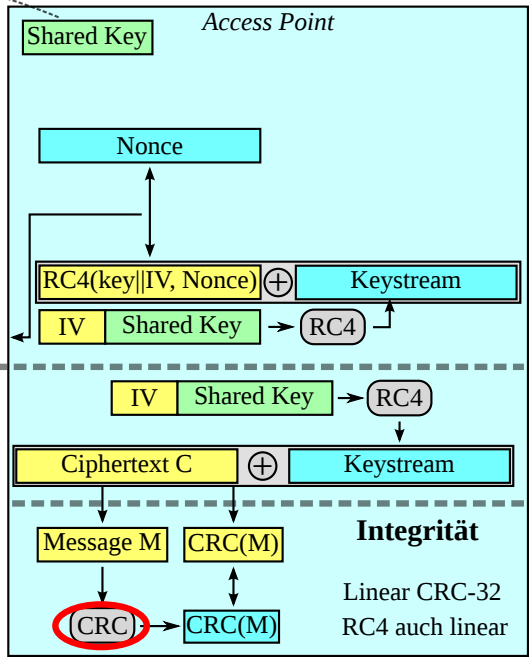 Access Point
Shared Key
Nonce
RC4(key||IV, Nonce) ⊕ Keystream
IV Shared Key RC4
IV Shared Key RC4
Ciphertext C ⊕ Keystream
Integrität
Message M CRC(M)
Linear CRC-32
CRC CRC(M) RC4 auch linear